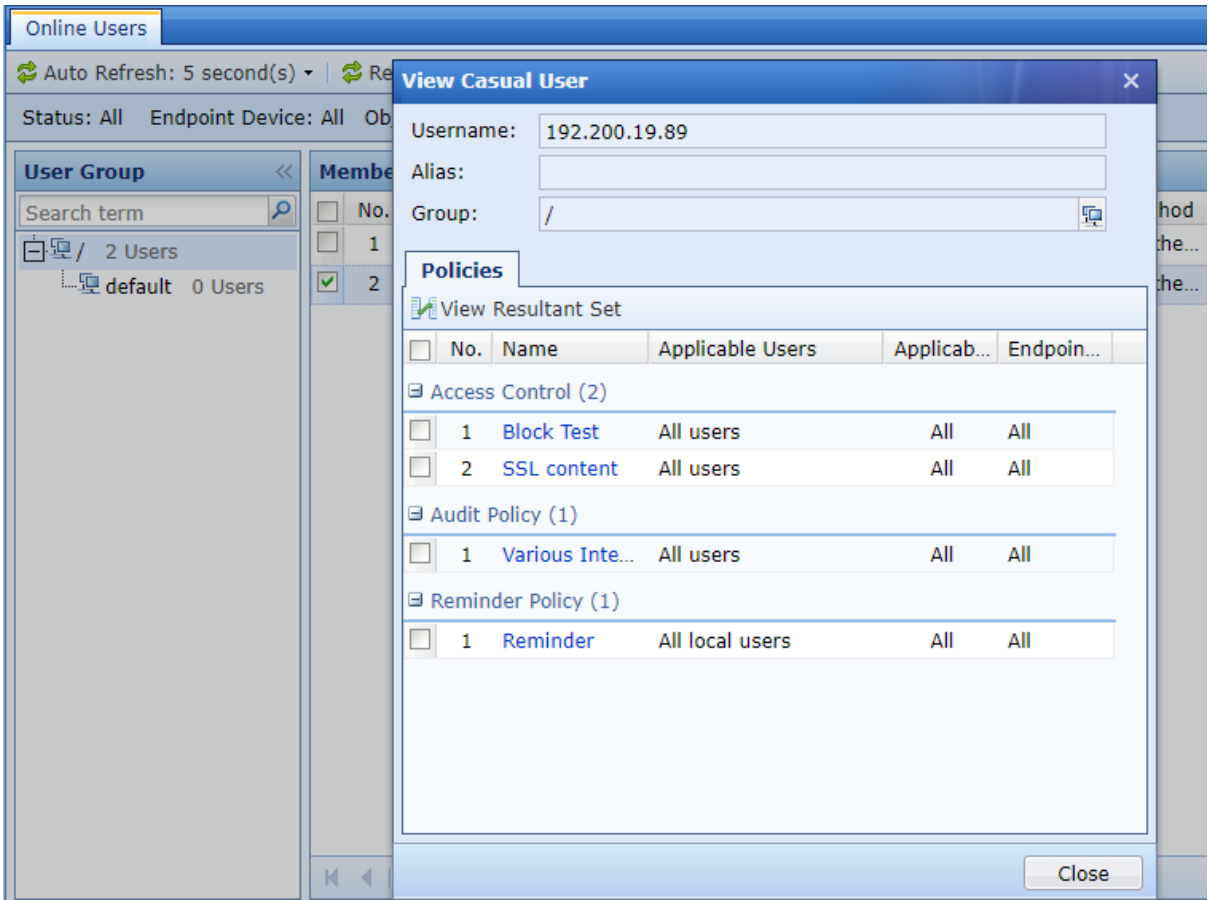 Online Users
Auto Refresh: 5 second(s)
Status: All Endpoint Device: All
User Group
Search term
/ 2 Users
default 0 Users
No.
1
2
View Casual User
Username: 192.200.19.89
Alias:
Group: /
Policies
View Resultant Set
No. Name Applicable Users Applicab... Endpoin...
Access Control (2)
1 Block Test All users All All
2 SSL content All users All All
Audit Policy (1)
1 Various Inte... All users All All
Reminder Policy (1)
1 Reminder All local users All All
Close